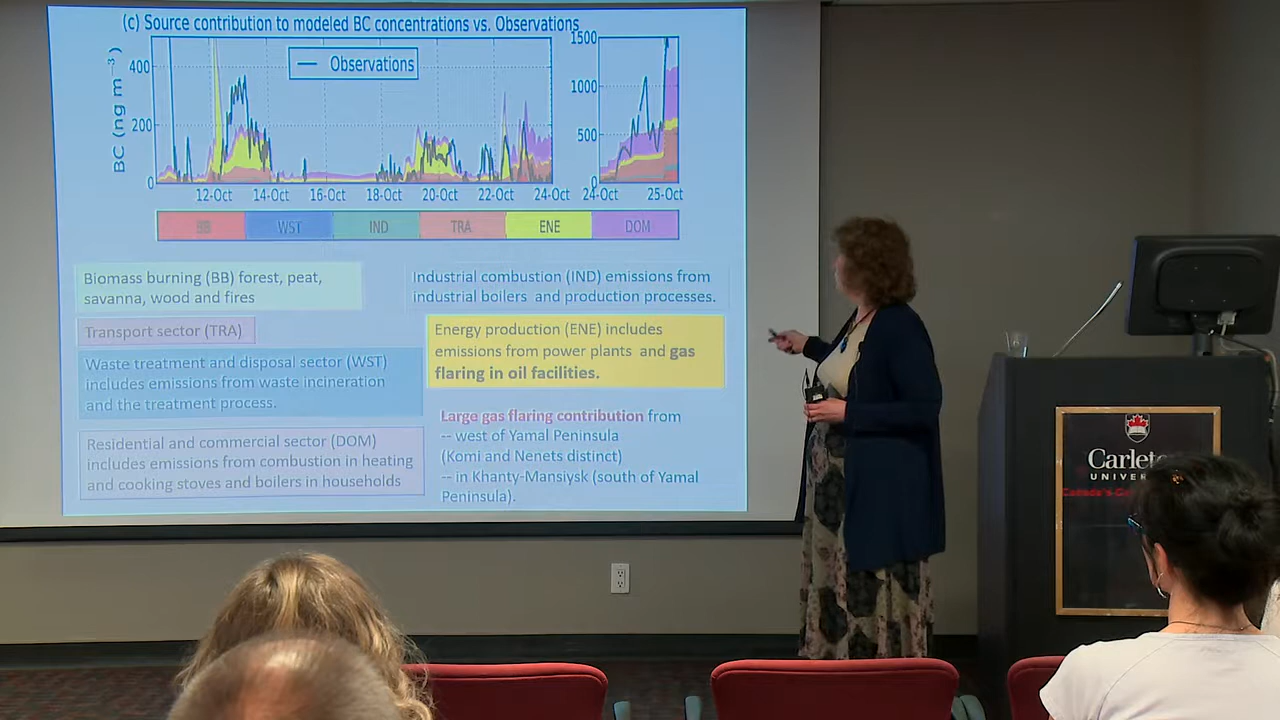 (c) Source contribution to modeled BC concentrations vs. Observations
BC (ng m⁻³)
400
200
0
Observations
1500
1000
500
0
12-Oct 14-Oct 16-Oct 18-Oct 20-Oct 22-Oct 24-Oct 24-Oct 25-Oct
BB WST IND TRA ENE DOM
Biomass burning (BB) forest, peat,
savanna, wood and fires
Transport sector (TRA)
Waste treatment and disposal sector (WST)
includes emissions from waste incineration
and the treatment process.
Residential and commercial sector (DOM)
includes emissions from combustion in heating
and cooking stoves and boilers in households
Industrial combustion (IND) emissions from
industrial boilers and production processes.
Energy production (ENE) includes
emissions from power plants and gas
flaring in oil facilities.
Large gas flaring contribution from
-- west of Yamal Peninsula
(Komi and Nenets distinct)
-- in Khanty-Mansiysk (south of Yamal
Peninsula).
Carlet
UNIVER
Canada's